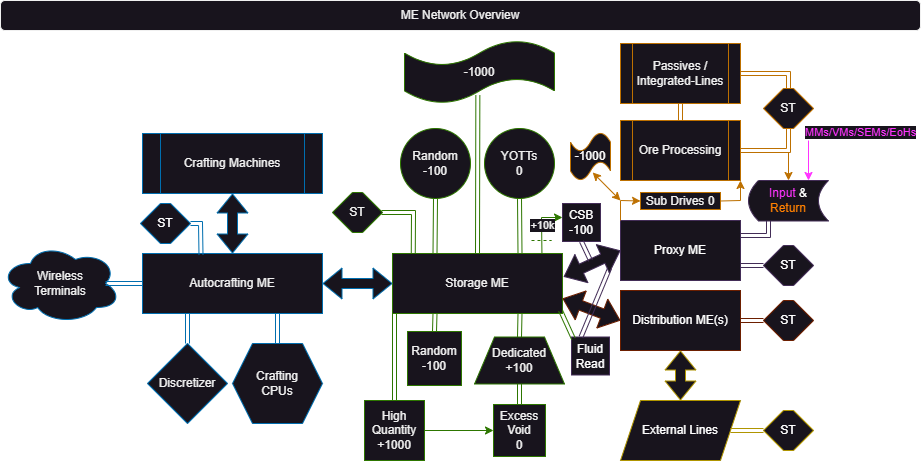 ME Network Overview
-1000
Passives /
Integrated-Lines
ST
MMs/VMs/SEMs/EoHs
Crafting Machines
Random
-100
YOTTs
0
-1000
Ore Processing
Sub Drives 0
Input &
Return
ST
ST
+10k
CSB
-100
Proxy ME
ST
Wireless
Terminals
Autocrafting ME
Storage ME
Distribution ME(s)
ST
Discretizer
Crafting
CPUs
Random
-100
Dedicated
+100
Fluid
Read
High
Quantity
+1000
Excess
Void
0
External Lines
ST